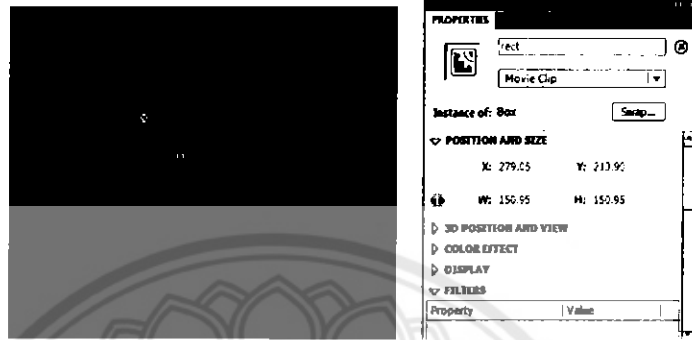 PROPERTIES
rect
Movie Clip
Instance of: Box Swap...
POSITION AND SIZE
X: 279.05 Y: 213.95
W: 150.95 H: 150.95
3D POSITION AND VIEW
COLOR EFFECT
DISPLAY
FILTERS
Property Value